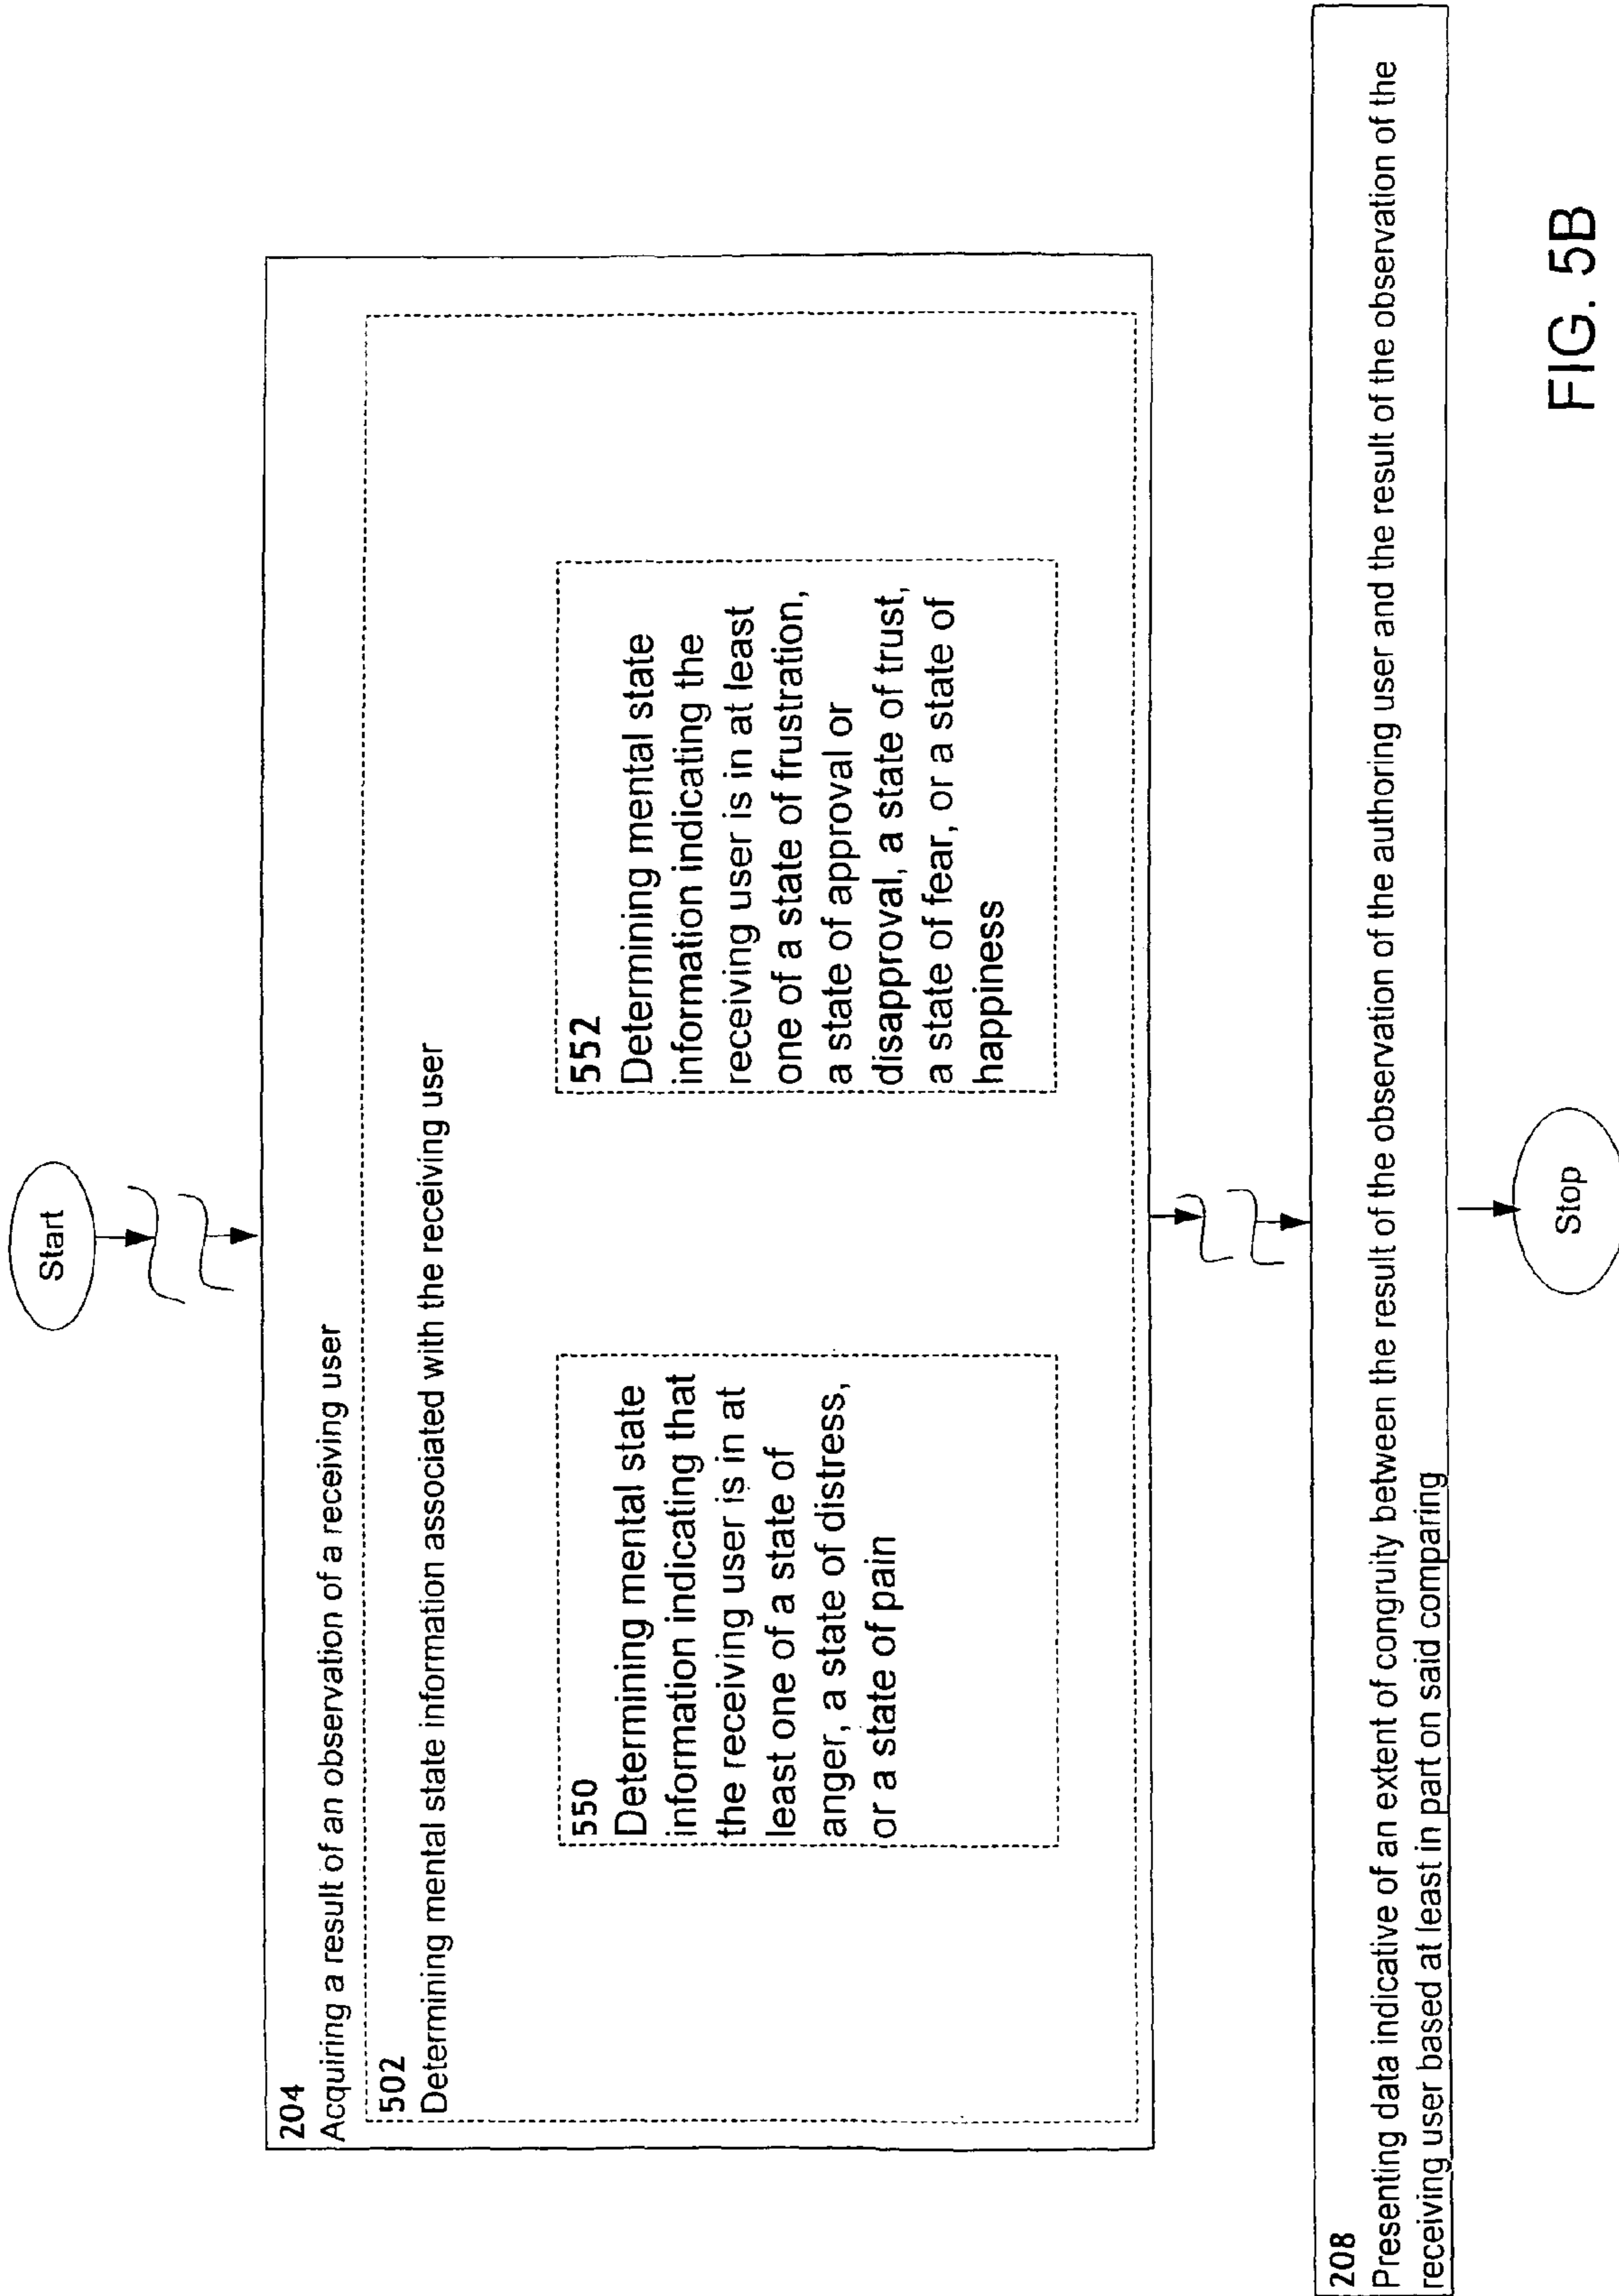 Start
204
Acquiring a result of an observation of a receiving user
502
Determining mental state information associated with the receiving user
550
Determining mental state
information indicating that
the receiving user is in at
least one of a state of
anger, a state of distress,
or a state of pain
552
Determining mental state
information indicating the
receiving user is in at least
one of a state of frustration,
a state of approval or
disapproval, a state of trust,
a state of fear, or a state of
happiness
208
Presenting data indicative of an extent of congruity between the result of the observation of the authoring user and the result of the observation of the
receiving user based at least in part on said comparing
Stop
FIG. 5B